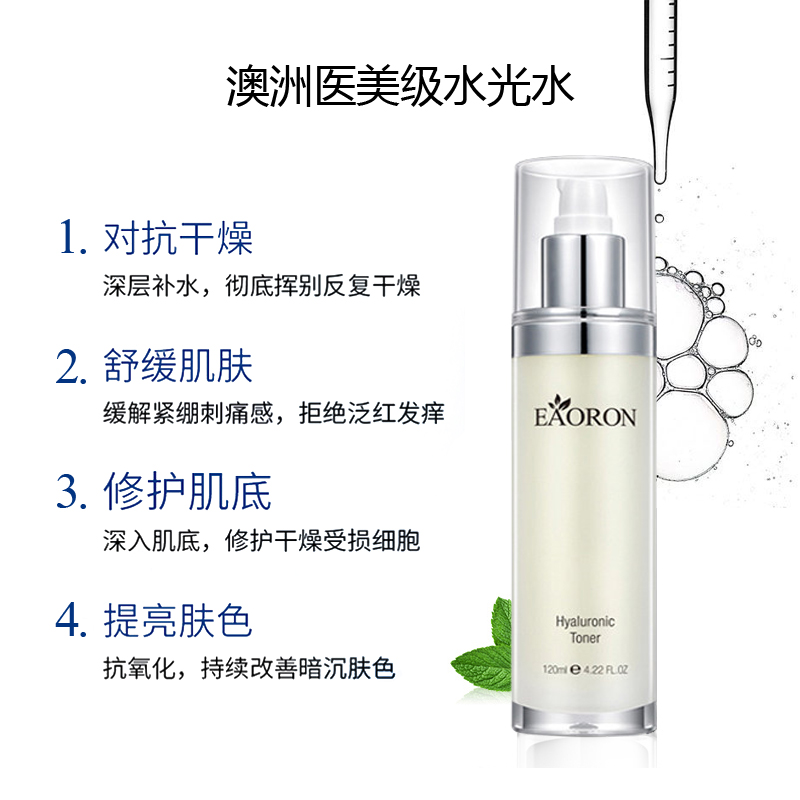 澳洲医美级水光水
1. 对抗干燥
深层补水，彻底挥别反复干燥
2. 舒缓肌肤
缓解紧绷刺痛感，拒绝泛红发痒
3. 修护肌底
深入肌底，修护干燥受损细胞
4. 提亮肤色
抗氧化，持续改善暗沉肤色
EAORON
Hyaluronic
Toner
120ml e 4.22 FL.OZ